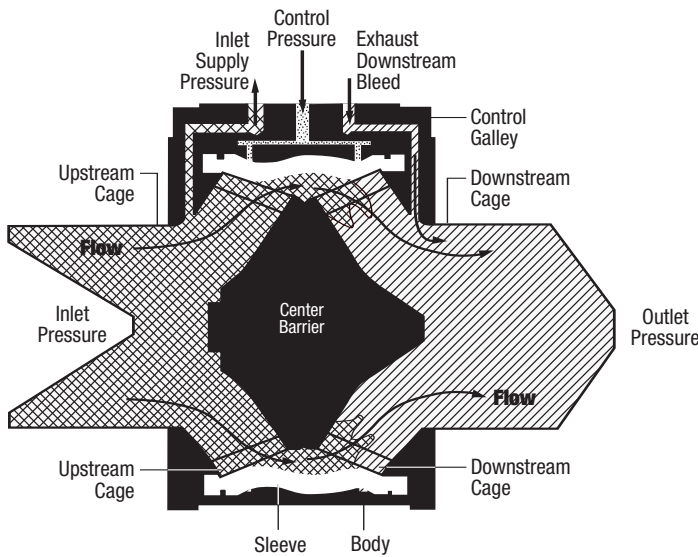 Control
Pressure
Inlet
Supply
Pressure
Exhaust
Downstream
Bleed
Control
Galley
Upstream
Cage
Downstream
Cage
Flow
Inlet
Pressure
Center
Barrier
Outlet
Pressure
Flow
Upstream
Cage
Downstream
Cage
Sleeve
Body